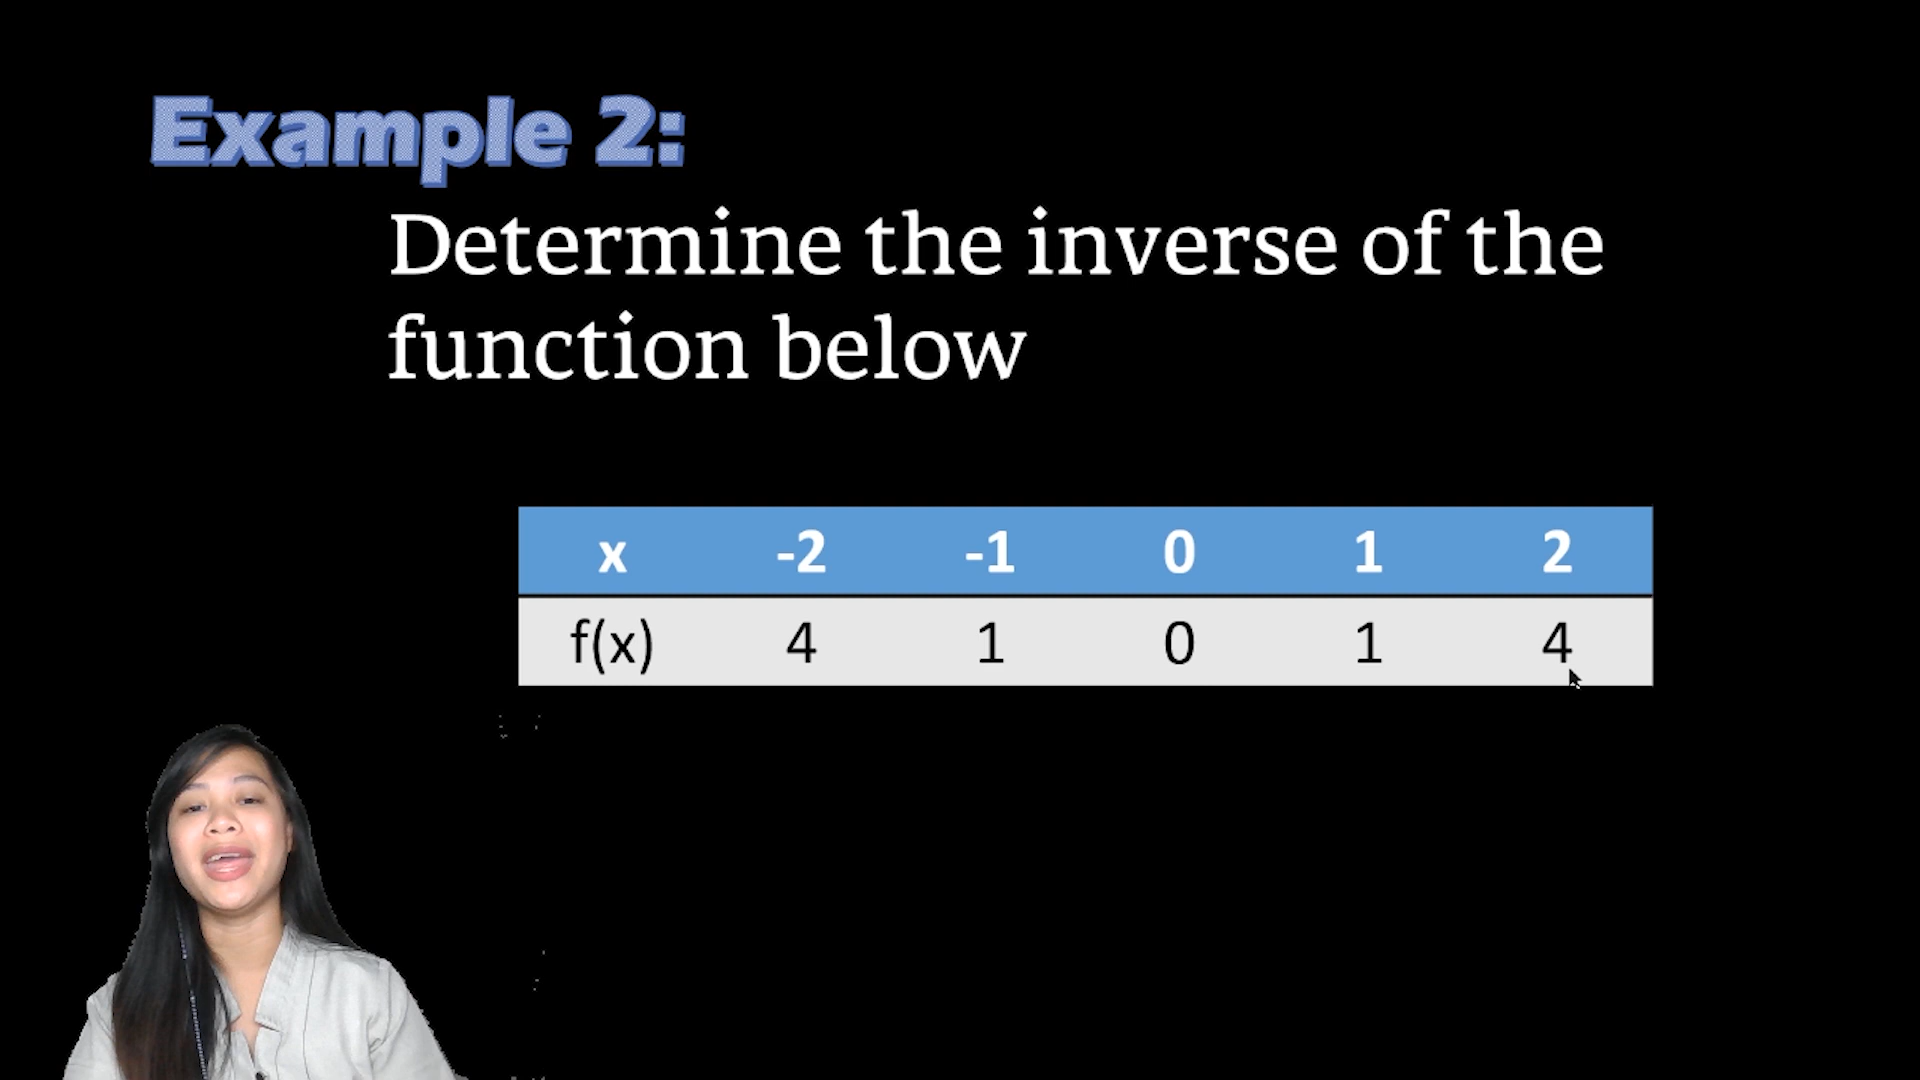 Example 2:
Determine the inverse of the
function below
x -2 -1 0 1 2
f(x) 4 1 0 1 4